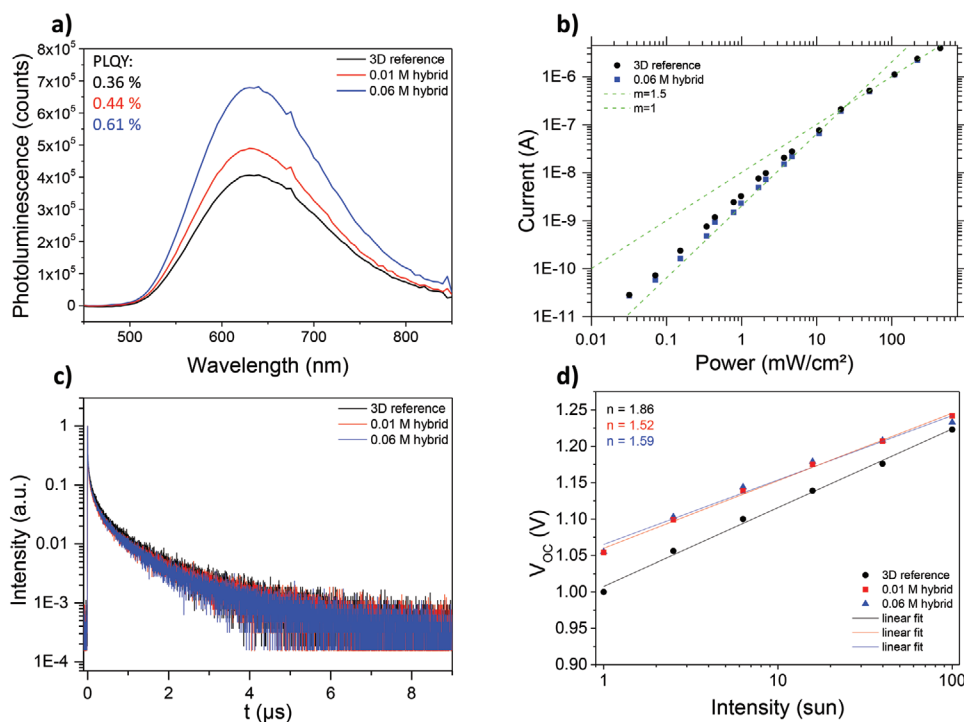 a)
PLQY:
0.36 %
0.44 %
0.61 %
3D reference
0.01 M hybrid
0.06 M hybrid
8x10⁵
7x10⁵
6x10⁵
5x10⁵
4x10⁵
3x10⁵
2x10⁵
1x10⁵
0
Photoluminescence (counts)
500 600 700 800
Wavelength (nm)
b)
3D reference
0.06 M hybrid
m=1.5
m=1
1E-6
1E-7
1E-8
1E-9
1E-10
1E-11
Current (A)
0.01 0.1 1 10 100
Power (mW/cm²)
c)
3D reference
0.01 M hybrid
0.06 M hybrid
1
0.1
0.01
1E-3
1E-4
Intensity (a.u.)
0 2 4 6 8
t (µs)
d)
n = 1.86
n = 1.52
n = 1.59
3D reference
0.01 M hybrid
0.06 M hybrid
linear fit
linear fit
linear fit
1.25
1.20
1.15
1.10
1.05
1.00
0.95
0.90
V_OC (V)
1 10 100
Intensity (sun)